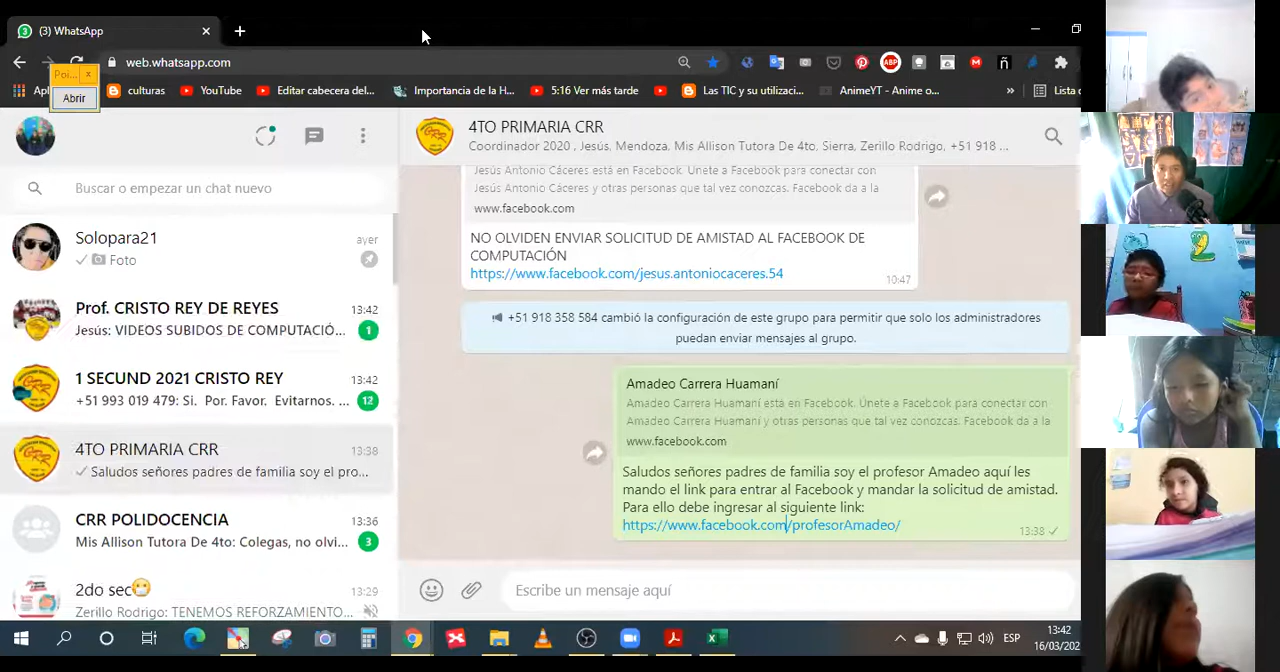 (3) WhatsApp
web.whatsapp.com
ABP
ñ
Poi... x
Abrir
culturas
YouTube
Editar cabecera del...
Importancia de la H...
5:16 Ver más tarde
Las TIC y su utilizaci...
AnimeYT - Anime o...
»
Lista d
4TO PRIMARIA CRR
Coordinador 2020 , Jesús, Mendoza, Mis Allison Tutora De 4to, Sierra, Zerillo Rodrigo, +51 918 ...
Buscar o empezar un chat nuevo
Solopara21
ayer
Foto
Prof. CRISTO REY DE REYES
13:42
Jesús: VIDEOS SUBIDOS DE COMPUTACIÓ...
1
1 SECUND 2021 CRISTO REY
13:42
+51 993 019 479: Si. Por. Favor. Evitarnos. ...
12
4TO PRIMARIA CRR
13:38
Saludos señores padres de familia soy el pro...
CRR POLIDOCENCIA
13:36
Mis Allison Tutora De 4to: Colegas, no olvi...
3
2do sec
13:29
Zerillo Rodrigo: TENEMOS REFORZAMIENTO...
Jesús Antonio Cáceres está en Facebook. Únete a Facebook para conectar con
Jesús Antonio Cáceres y otras personas que tal vez conozcas. Facebook da a la
www.facebook.com
NO OLVIDEN ENVIAR SOLICITUD DE AMISTAD AL FACEBOOK DE
COMPUTACIÓN
https://www.facebook.com/jesus.antoniocaceres.54
10:47
+51 918 358 584 cambió la configuración de este grupo para permitir que solo los administradores
puedan enviar mensajes al grupo.
Amadeo Carrera Huamaní
Amadeo Carrera Huamaní está en Facebook. Únete a Facebook para conectar con
Amadeo Carrera Huamaní y otras personas que tal vez conozcas. Facebook da a la
www.facebook.com
Saludos señores padres de familia soy el profesor Amadeo aquí les
mando el link para entrar al Facebook y mandar la solicitud de amistad.
Para ello debe ingresar al siguiente link:
https://www.facebook.com/profesorAmadeo/
13:38
Escribe un mensaje aquí
ESP
13:42
16/03/202